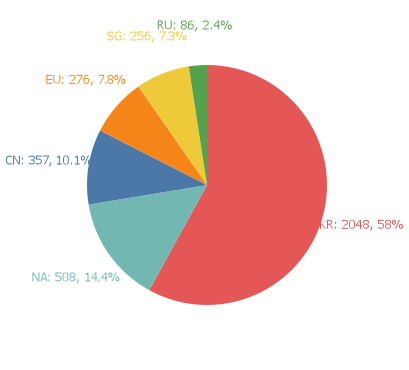 RU: 86, 2.4%
SG: 256, 7.3%
EU: 276, 7.8%
CN: 357, 10.1%
KR: 2048, 58%
NA: 508, 14.4%